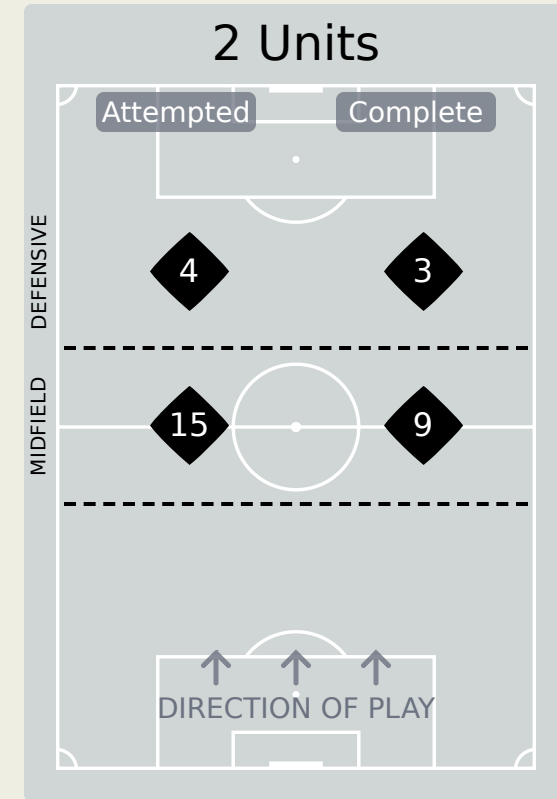 2 Units
Attempted
Complete
DEFENSIVE
4
3
MIDFIELD
15
9
DIRECTION OF PLAY